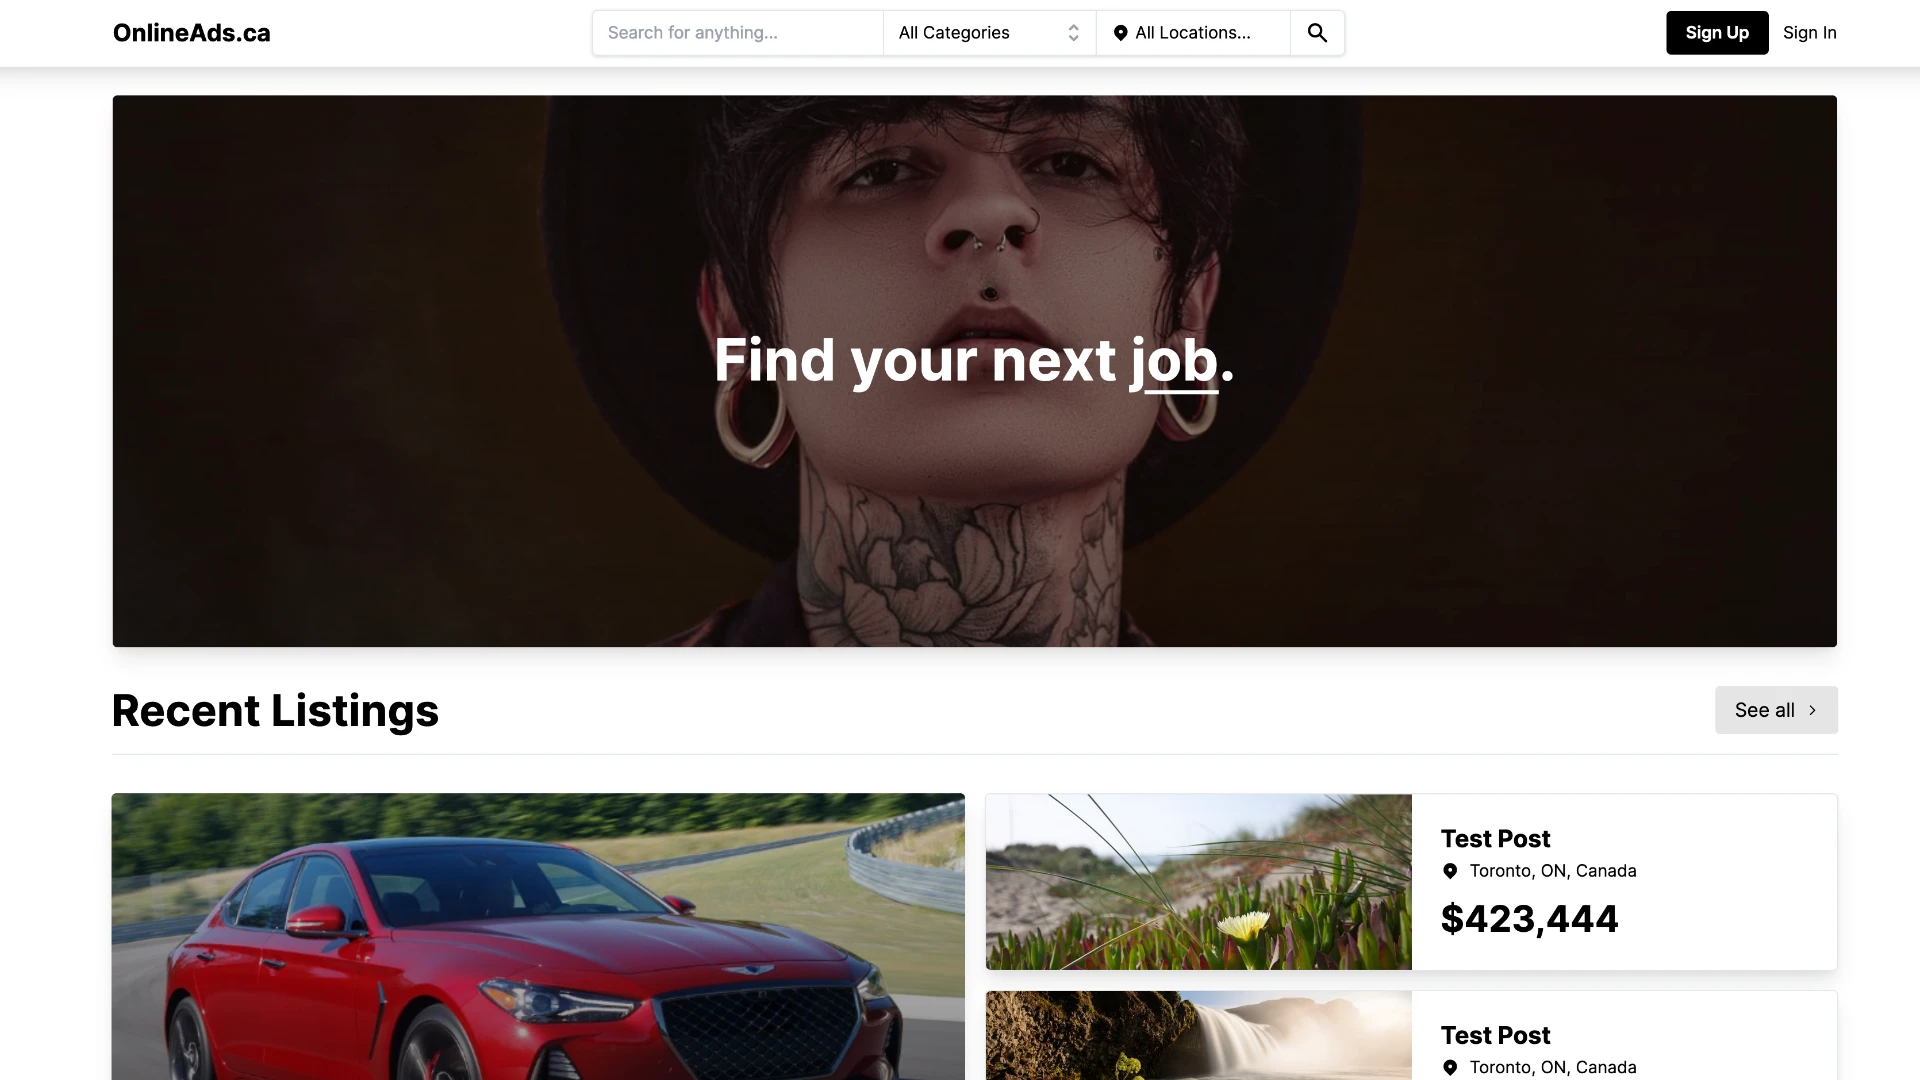 OnlineAds.ca
Search for anything...
All Categories
All Locations...
Sign Up
Sign In
Find your next job.
Recent Listings
See all
Test Post
Toronto, ON, Canada
$423,444
Test Post
Toronto, ON, Canada